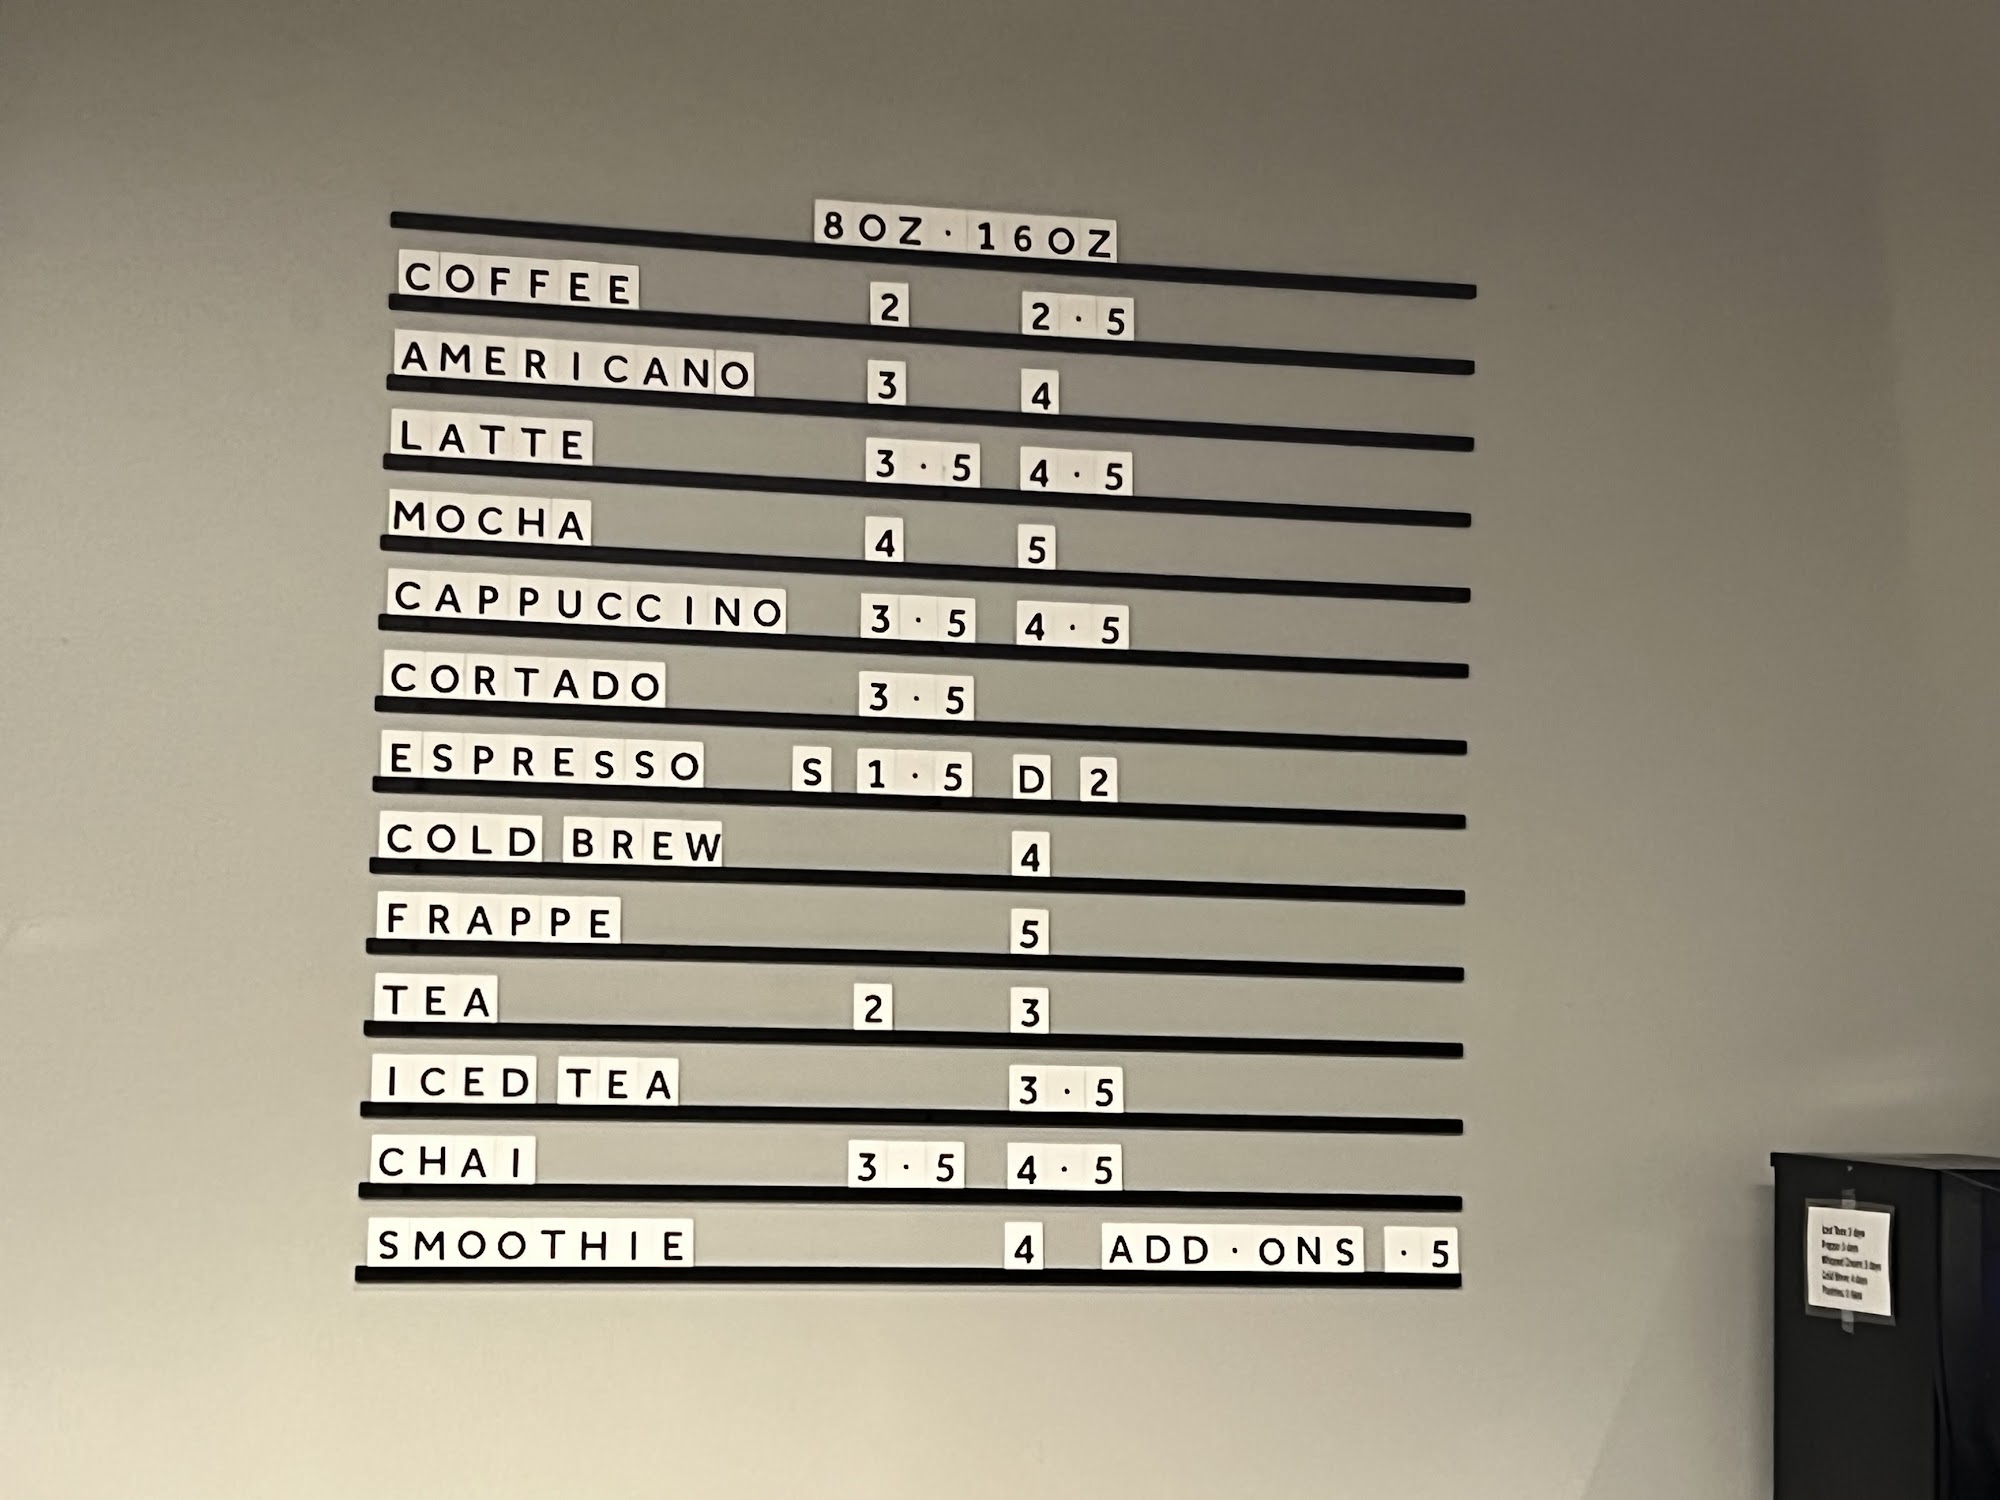 8OZ·16OZ
COFFEE 2 2·5
AMERICANO 3 4
LATTE 3·5 4·5
MOCHA 4 5
CAPPUCCINO 3·5 4·5
CORTADO 3·5
ESPRESSO S 1·5 D 2
COLD BREW 4
FRAPPE 5
TEA 2 3
ICED TEA 3·5
CHAI 3·5 4·5
SMOOTHIE 4 ADD·ONS ·5